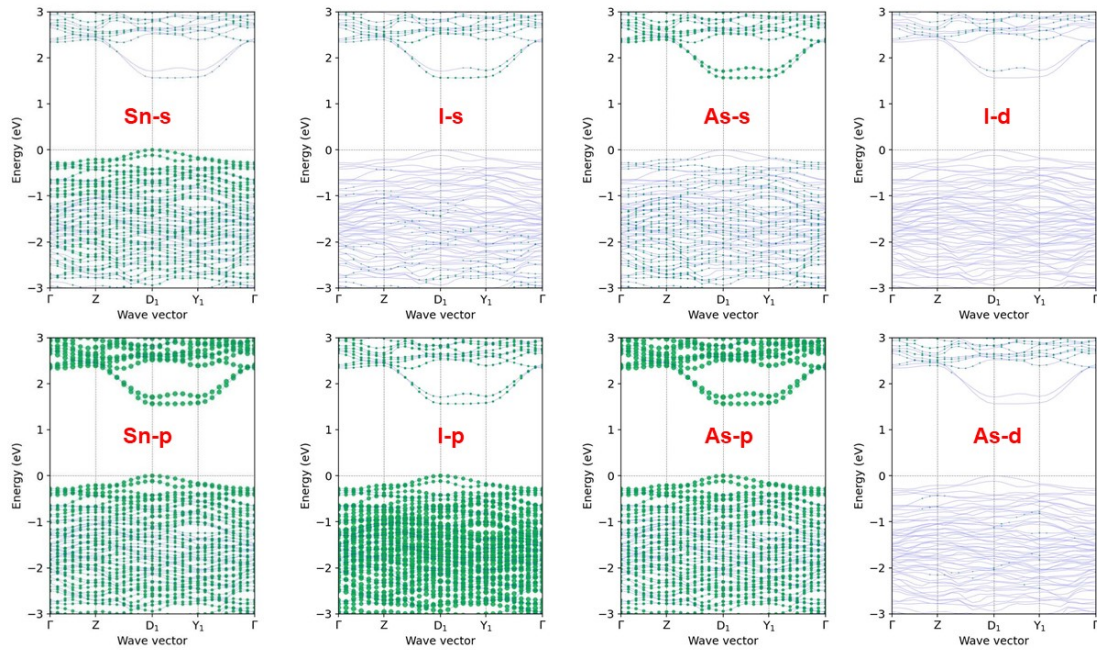 3
2
1
0
−1
−2
−3
Energy (eV)
Sn-s
Γ Z D1 Y1 Γ
Wave vector
3
2
1
0
−1
−2
−3
Energy (eV)
I-s
Γ Z D1 Y1 Γ
Wave vector
3
2
1
0
−1
−2
−3
Energy (eV)
As-s
Γ Z D1 Y1 Γ
Wave vector
3
2
1
0
−1
−2
−3
Energy (eV)
I-d
Γ Z D1 Y1 Γ
Wave vector
3
2
1
0
−1
−2
−3
Energy (eV)
Sn-p
Γ Z D1 Y1 Γ
Wave vector
3
2
1
0
−1
−2
−3
Energy (eV)
I-p
Γ Z D1 Y1 Γ
Wave vector
3
2
1
0
−1
−2
−3
Energy (eV)
As-p
Γ Z D1 Y1 Γ
Wave vector
3
2
1
0
−1
−2
−3
Energy (eV)
As-d
Γ Z D1 Y1 Γ
Wave vector